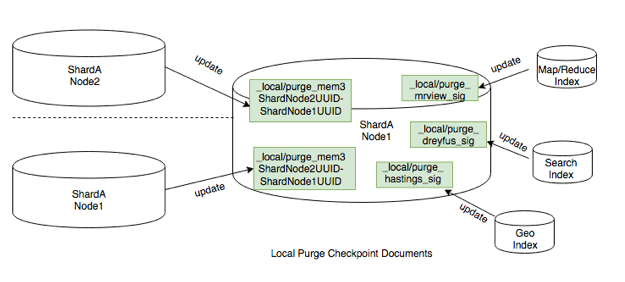 ShardA
Node2
update
_local/purge_mem3
ShardNode2UUID-
ShardNode1UUID
_local/purge_
mrview_sig
update
Map/Reduce
Index
ShardA
Node1
_local/purge_
dreyfus_sig
update
Search
Index
ShardA
Node1
update
_local/purge_mem3
ShardNode2UUID-
ShardNode1UUID
_local/purge_
hastings_sig
update
Geo
Index
Local Purge Checkpoint Documents